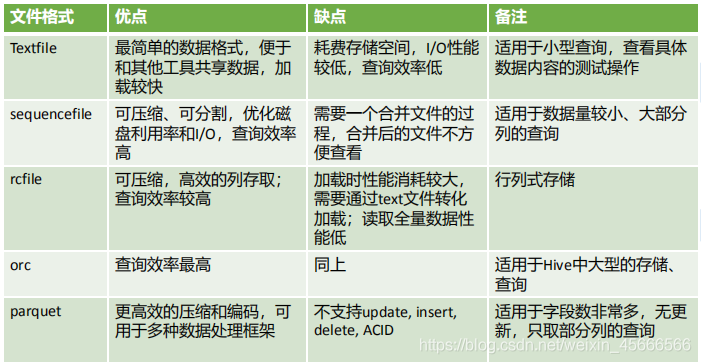 文件格式 优点 缺点 备注
Textfile 最简单的数据格式，便于 耗费存储空间，I/O性能 适用于小型查询，查看具体
和其他工具共享数据，加 较低，查询效率低 数据内容的测试操作
载较快
sequencefile 可压缩、可分割，优化磁 需要一个合并文件的过 适用于数据量较小、大部分
盘利用率和I/O，查询效率 程，合并后的文件不方 列的查询
高 便查看
rcfile 可压缩，高效的列存取； 加载时性能消耗较大， 行列式存储
查询效率较高 需要通过text文件转化
加载；读取全量数据性
能低
orc 查询效率最高 同上 适用于Hive中大型的存储、
查询
parquet 更高效的压缩和编码，可 不支持update, insert, 适用于字段数非常多，无更
用于多种数据处理框架 delete, ACID 新，只取部分列的查询
https://blog.csdn.net/weixin_45666566